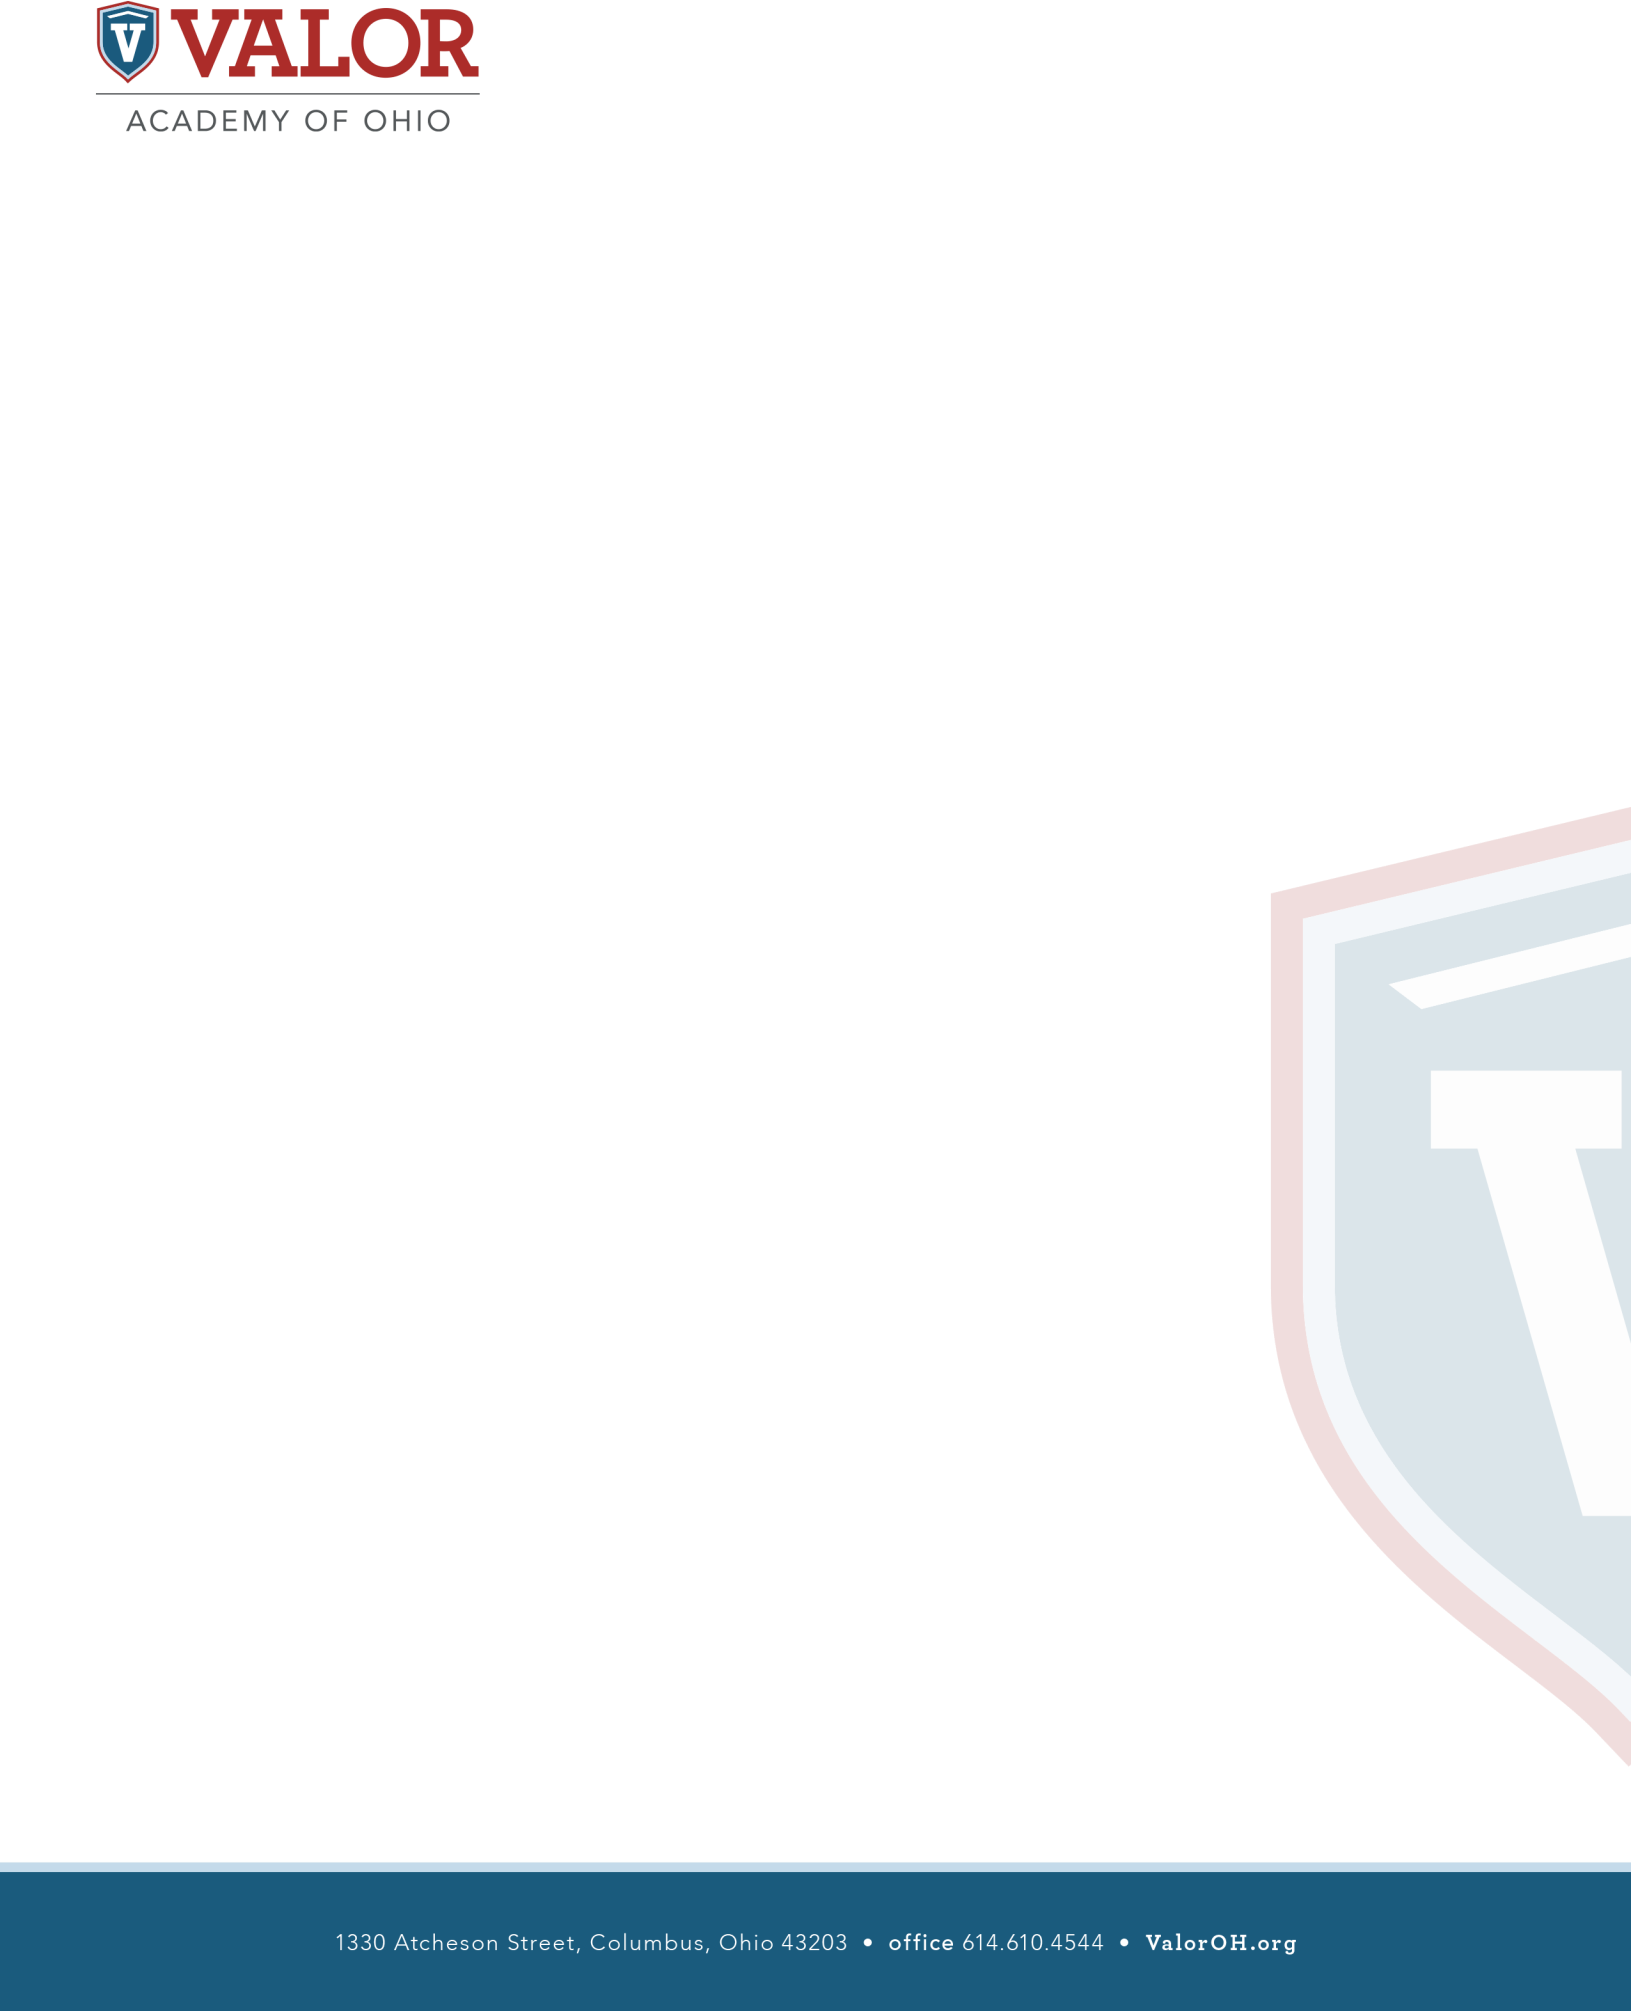 VALOR
ACADEMY OF OHIO
1330 Atcheson Street, Columbus, Ohio 43203 • office 614.610.4544 • ValorOH.org